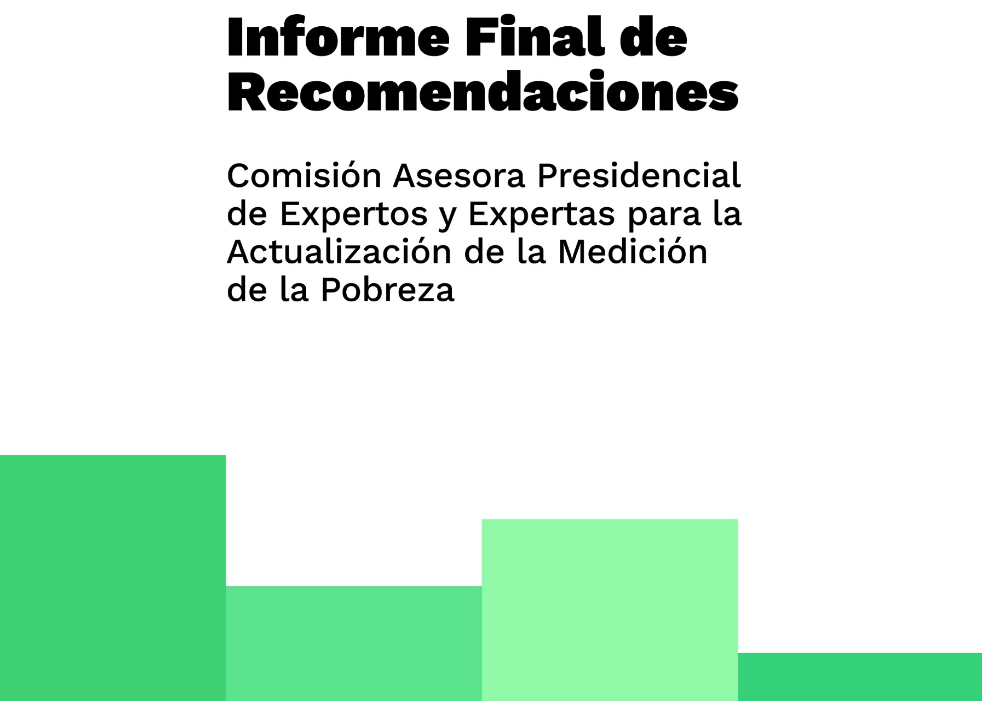 Informe Final de
Recomendaciones
Comisión Asesora Presidencial
de Expertos y Expertas para la
Actualización de la Medición
de la Pobreza